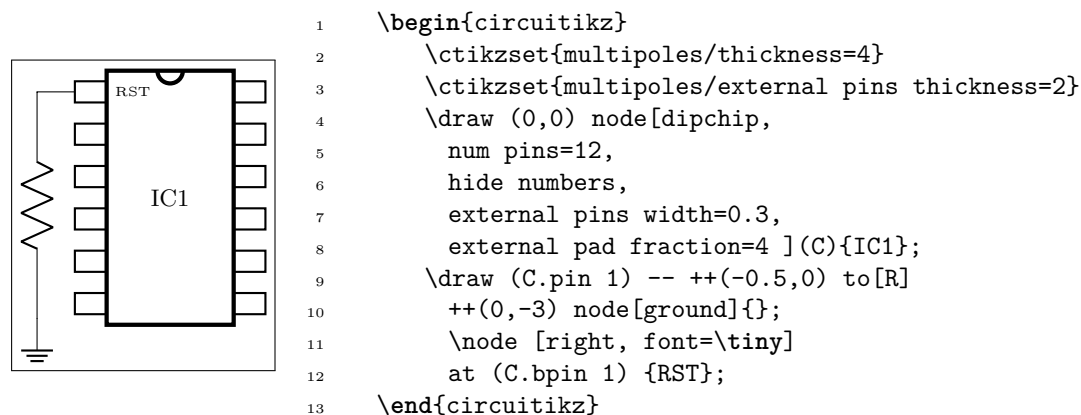 RST
IC1
1 \begin{circuitikz}
2 \ctikzset{multipoles/thickness=4}
3 \ctikzset{multipoles/external pins thickness=2}
4 \draw (0,0) node[dipchip,
5 num pins=12,
6 hide numbers,
7 external pins width=0.3,
8 external pad fraction=4 ](C){IC1};
9 \draw (C.pin 1) -- ++(-0.5,0) to[R]
10 ++(0,-3) node[ground]{};
11 \node [right, font=\tiny]
12 at (C.bpin 1) {RST};
13 \end{circuitikz}